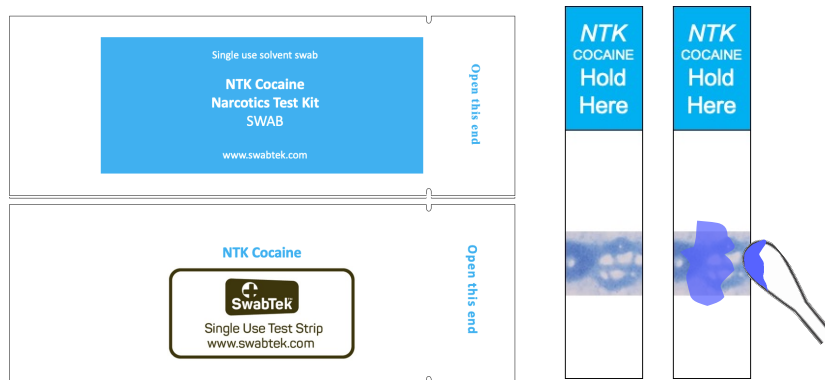 Single use solvent swab
NTK Cocaine
Narcotics Test Kit
SWAB
www.swabtek.com
Open this end
NTK Cocaine
SwabTek
Single Use Test Strip
www.swabtek.com
Open this end
NTK
COCAINE
Hold
Here
NTK
COCAINE
Hold
Here